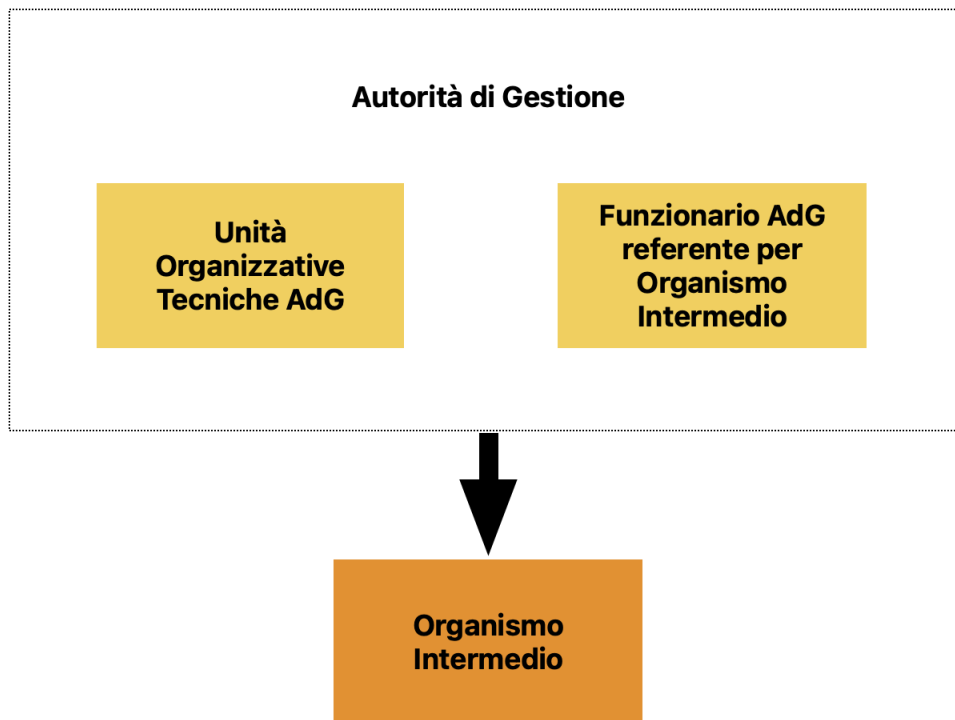 Autorità di Gestione
Unità
Organizzative
Tecniche AdG
Funzionario AdG
referente per
Organismo
Intermedio
Organismo
Intermedio